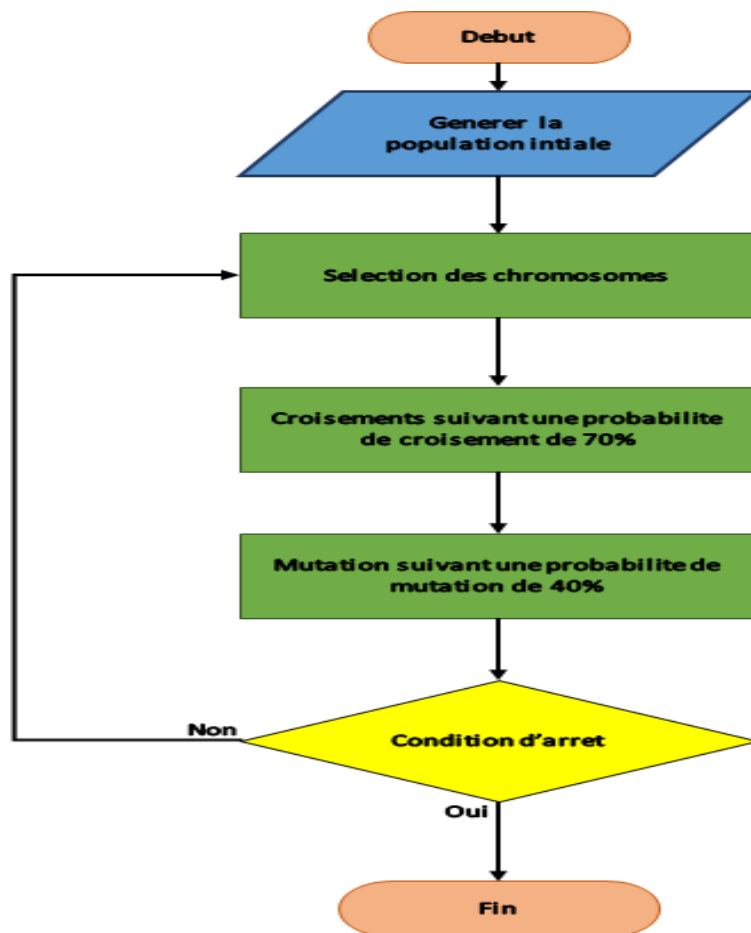 Debut
Génerer la
population intiale
Selection des chromosomes
Croisements suivant une probabilite
de croisement de 70%
Mutation suivant une probabilite de
mutation de 40%
Non
Condition d'arret
Oui
Fin